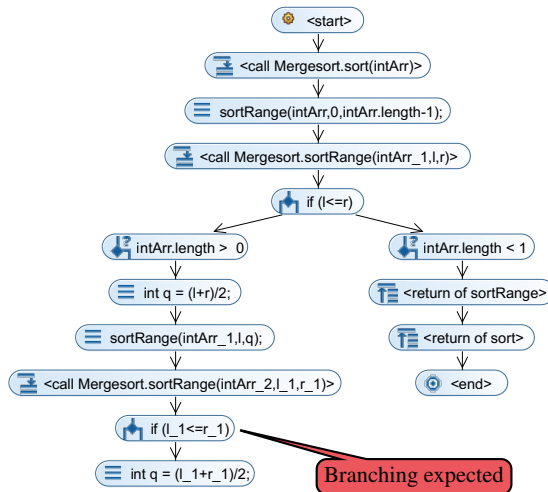 <start>
<call Mergesort.sort(intArr)>
sortRange(intArr,0,intArr.length-1);
<call Mergesort.sortRange(intArr_1,l,r)>
if (l<=r)
intArr.length > 0
intArr.length < 1
int q = (l+r)/2;
<return of sortRange>
sortRange(intArr_1,l,q);
<return of sort>
<call Mergesort.sortRange(intArr_2,l_1,r_1)>
<end>
if (l_1<=r_1)
int q = (l_1+r_1)/2;
Branching expected